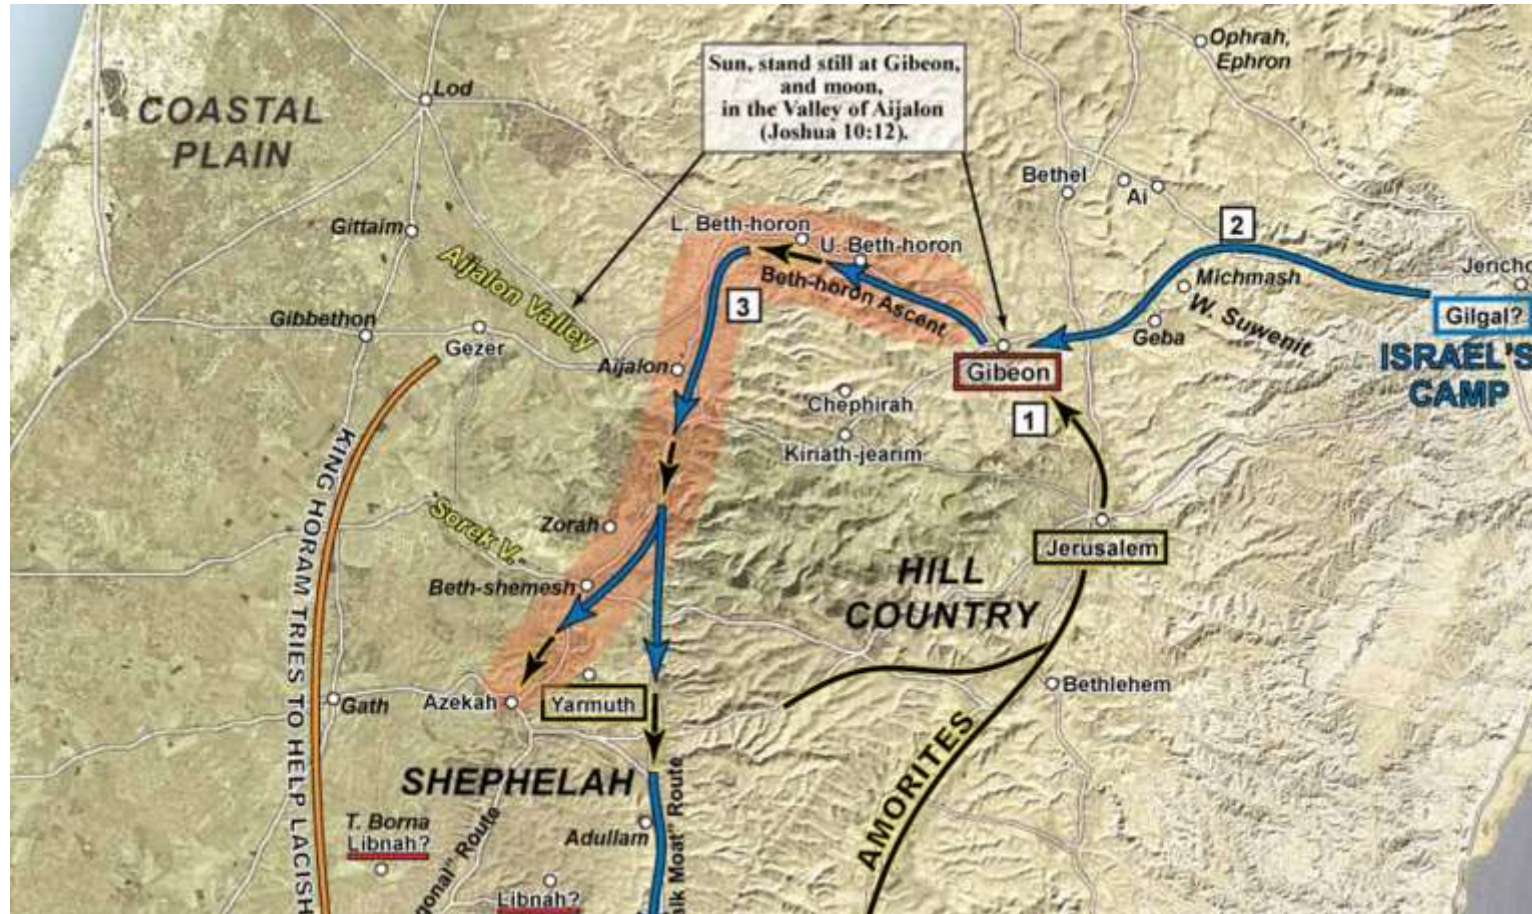 Ophrah,
Ephron
Sun, stand still at Gibeon,
and moon,
in the Valley of Aijalon
(Joshua 10:12).
Lod
COASTAL
PLAIN
Bethel
Ai
Gittaim
L. Beth-horon
U. Beth-horon
2
Aijalon Valley
Beth-horon Ascent
Michmash
Jericho
W. Suwenit
3
Gibbethon
Gezer
Geba
Gilgal?
ISRAEL'S
CAMP
Aijalon
Gibeon
Chephirah
1
Kiriath-jearim
KING HORAM TRIES TO HELP LACISH
Sorek V.
Zorah
Jerusalem
HILL
COUNTRY
Beth-shemesh
Bethlehem
Gath
Azekah
Yarmuth
AMORITES
SHEPHELAH
T. Borna
Libnah?
Adullam
Route
Moat" Route
Libnah?